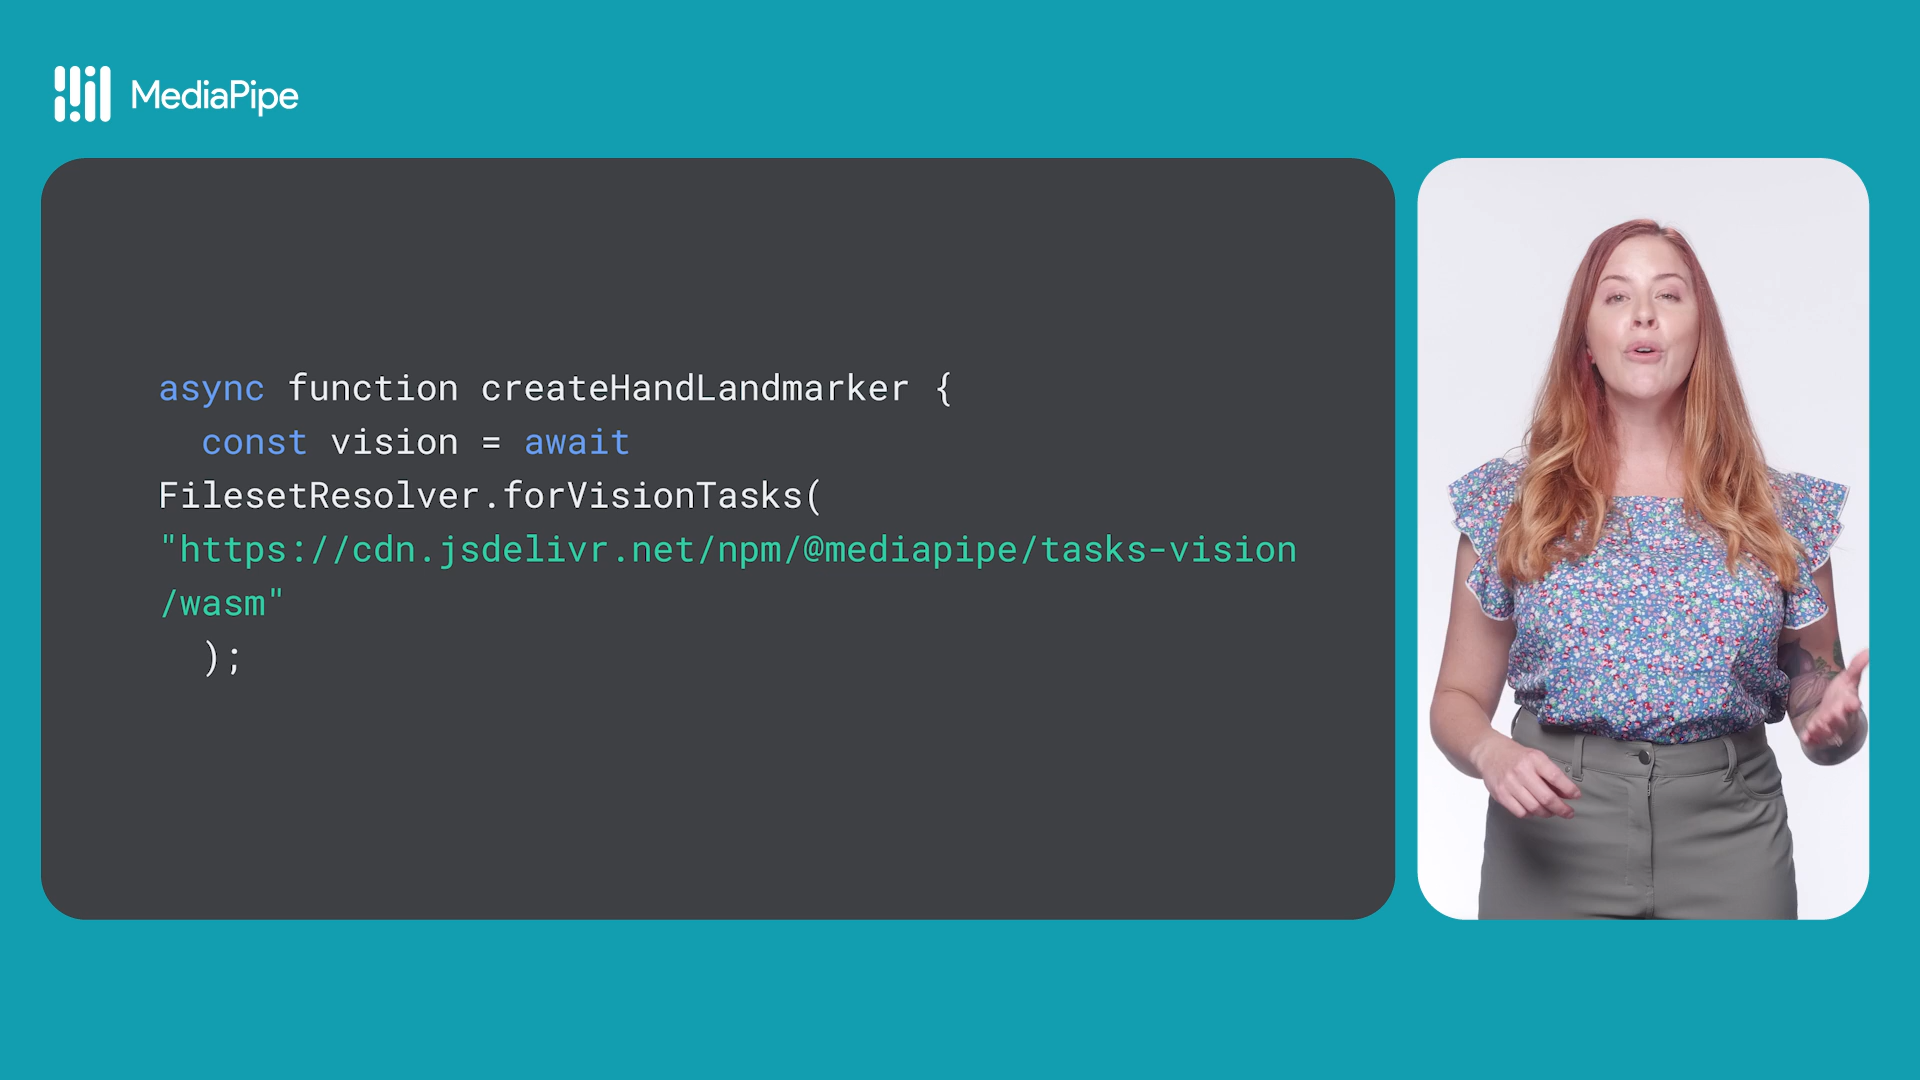 MediaPipe
async function createHandLandmarker {
  const vision = await
FilesetResolver.forVisionTasks(
"https://cdn.jsdelivr.net/npm/@mediapipe/tasks-vision
/wasm"
  );